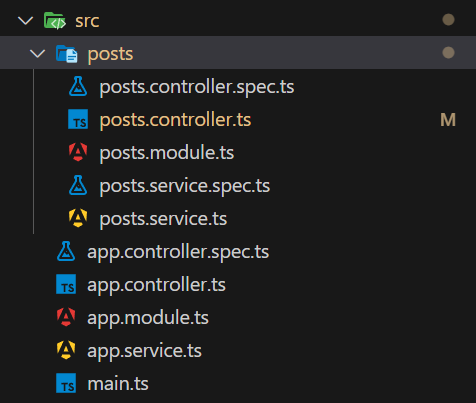 src
posts
posts.controller.spec.ts
TS posts.controller.ts M
posts.module.ts
posts.service.spec.ts
posts.service.ts
app.controller.spec.ts
TS app.controller.ts
app.module.ts
app.service.ts
TS main.ts